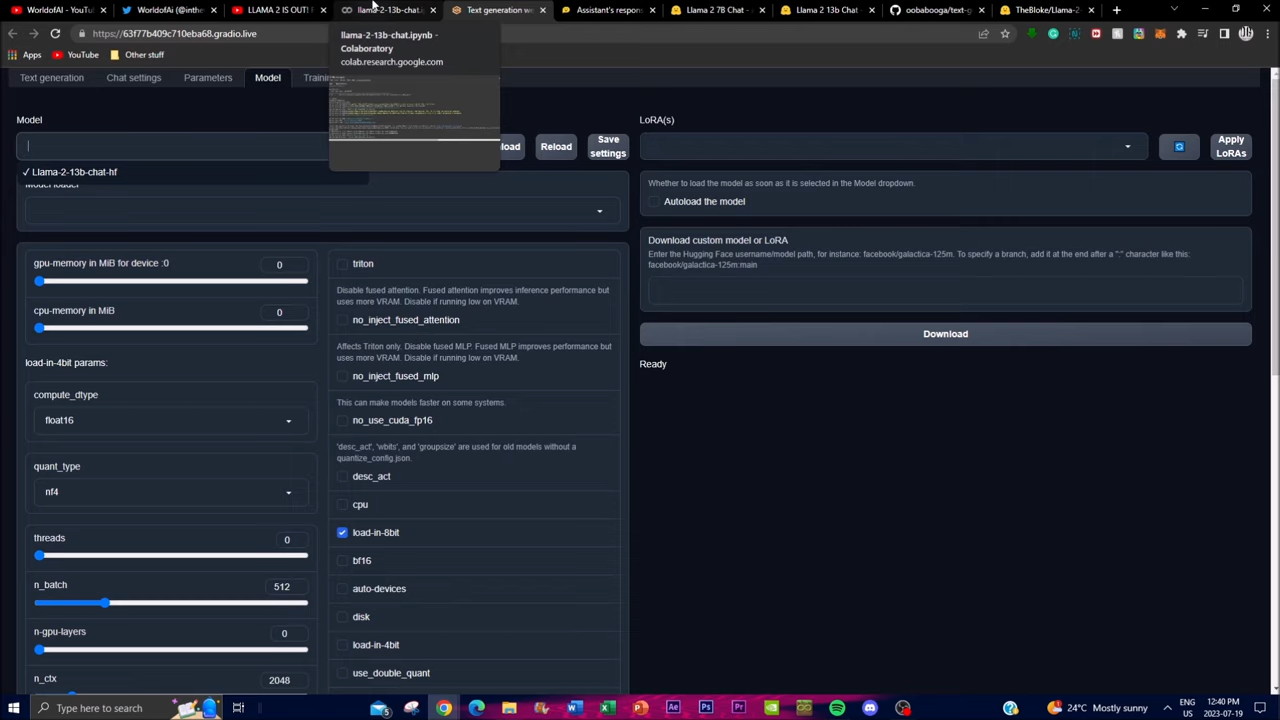 WorldofAI - YouTub
WorldofAi (@inthe
LLAMA 2 IS OUT!
llama-2-13b-chat.i
Text generation we
Assistant's respon
Llama 2 7B Chat -
Llama 2 13b Chat
oobabooga/text-g
TheBloke/Llama-2
https://63f77b409c710eba68.gradio.live
Apps
YouTube
Other stuff
llama-2-13b-chat.ipynb -
Colaboratory
colab.research.google.com
Text generation
Chat settings
Parameters
Model
Trainin
Model
load
Reload
Save
settings
✓ Llama-2-13b-chat-hf
Model loader
gpu-memory in MiB for device :0
0
cpu-memory in MiB
0
load-in-4bit params:
compute_dtype
float16
quant_type
nf4
threads
0
n_batch
512
n-gpu-layers
0
n_ctx
2048
triton
Disable fused attention. Fused attention improves inference performance but
uses more VRAM. Disable if running low on VRAM.
no_inject_fused_attention
Affects Triton only. Disable fused MLP. Fused MLP improves performance but
uses more VRAM. Disable if running low on VRAM.
no_inject_fused_mlp
This can make models faster on some systems.
no_use_cuda_fp16
'desc_act', 'wbits', and 'groupsize' are used for old models without a
quantize_config.json.
desc_act
cpu
load-in-8bit
bf16
auto-devices
disk
load-in-4bit
use_double_quant
LoRA(s)
Apply
LoRAs
Whether to load the model as soon as it is selected in the Model dropdown.
Autoload the model
Download custom model or LoRA
Enter the Hugging Face username/model path, for instance: facebook/galactica-125m. To specify a branch, add it at the end after a ":" character like this:
facebook/galactica-125m:main
Download
Ready
Type here to search
24°C Mostly sunny
ENG
US
12:40 PM
2023-07-19